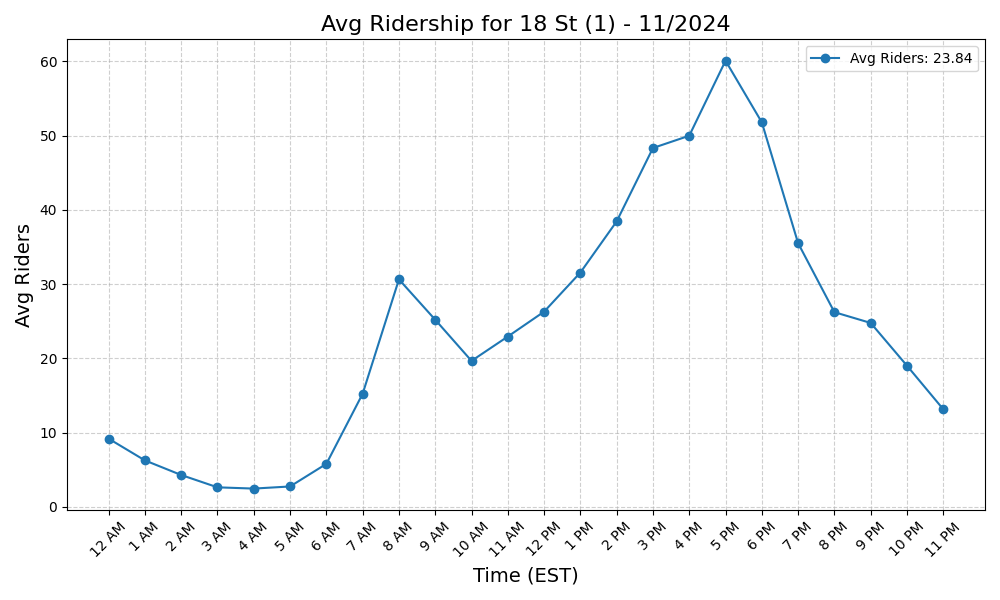 Avg Ridership for 18 St (1) - 11/2024
Avg Riders: 23.84
Avg Riders
60
50
40
30
20
10
0
12 AM
1 AM
2 AM
3 AM
4 AM
5 AM
6 AM
7 AM
8 AM
9 AM
10 AM
11 AM
12 PM
1 PM
2 PM
3 PM
4 PM
5 PM
6 PM
7 PM
8 PM
9 PM
10 PM
11 PM
Time (EST)